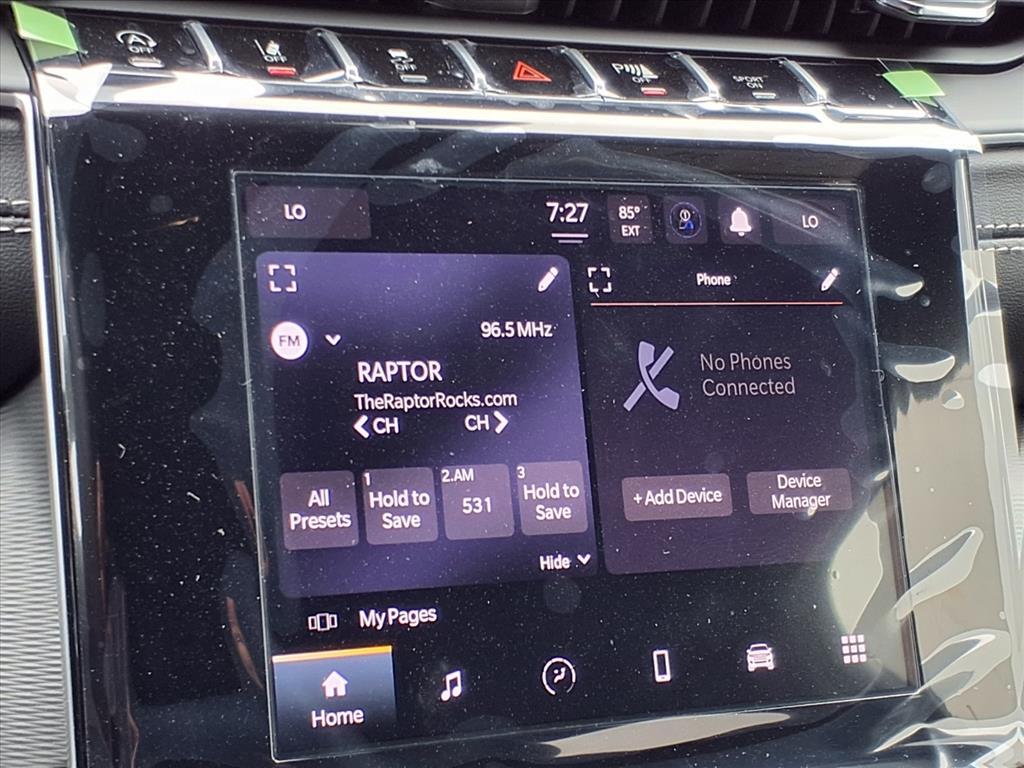 OFF
OFF
OFF
P OFF
SPORT
ON
LO
7:27
85°
EXT
LO
Phone
FM
96.5 MHz
RAPTOR
TheRaptorRocks.com
CH
CH
No Phones
Connected
All
Presets
1
Hold to
Save
2.AM
531
3
Hold to
Save
+ Add Device
Device
Manager
Hide
My Pages
Home